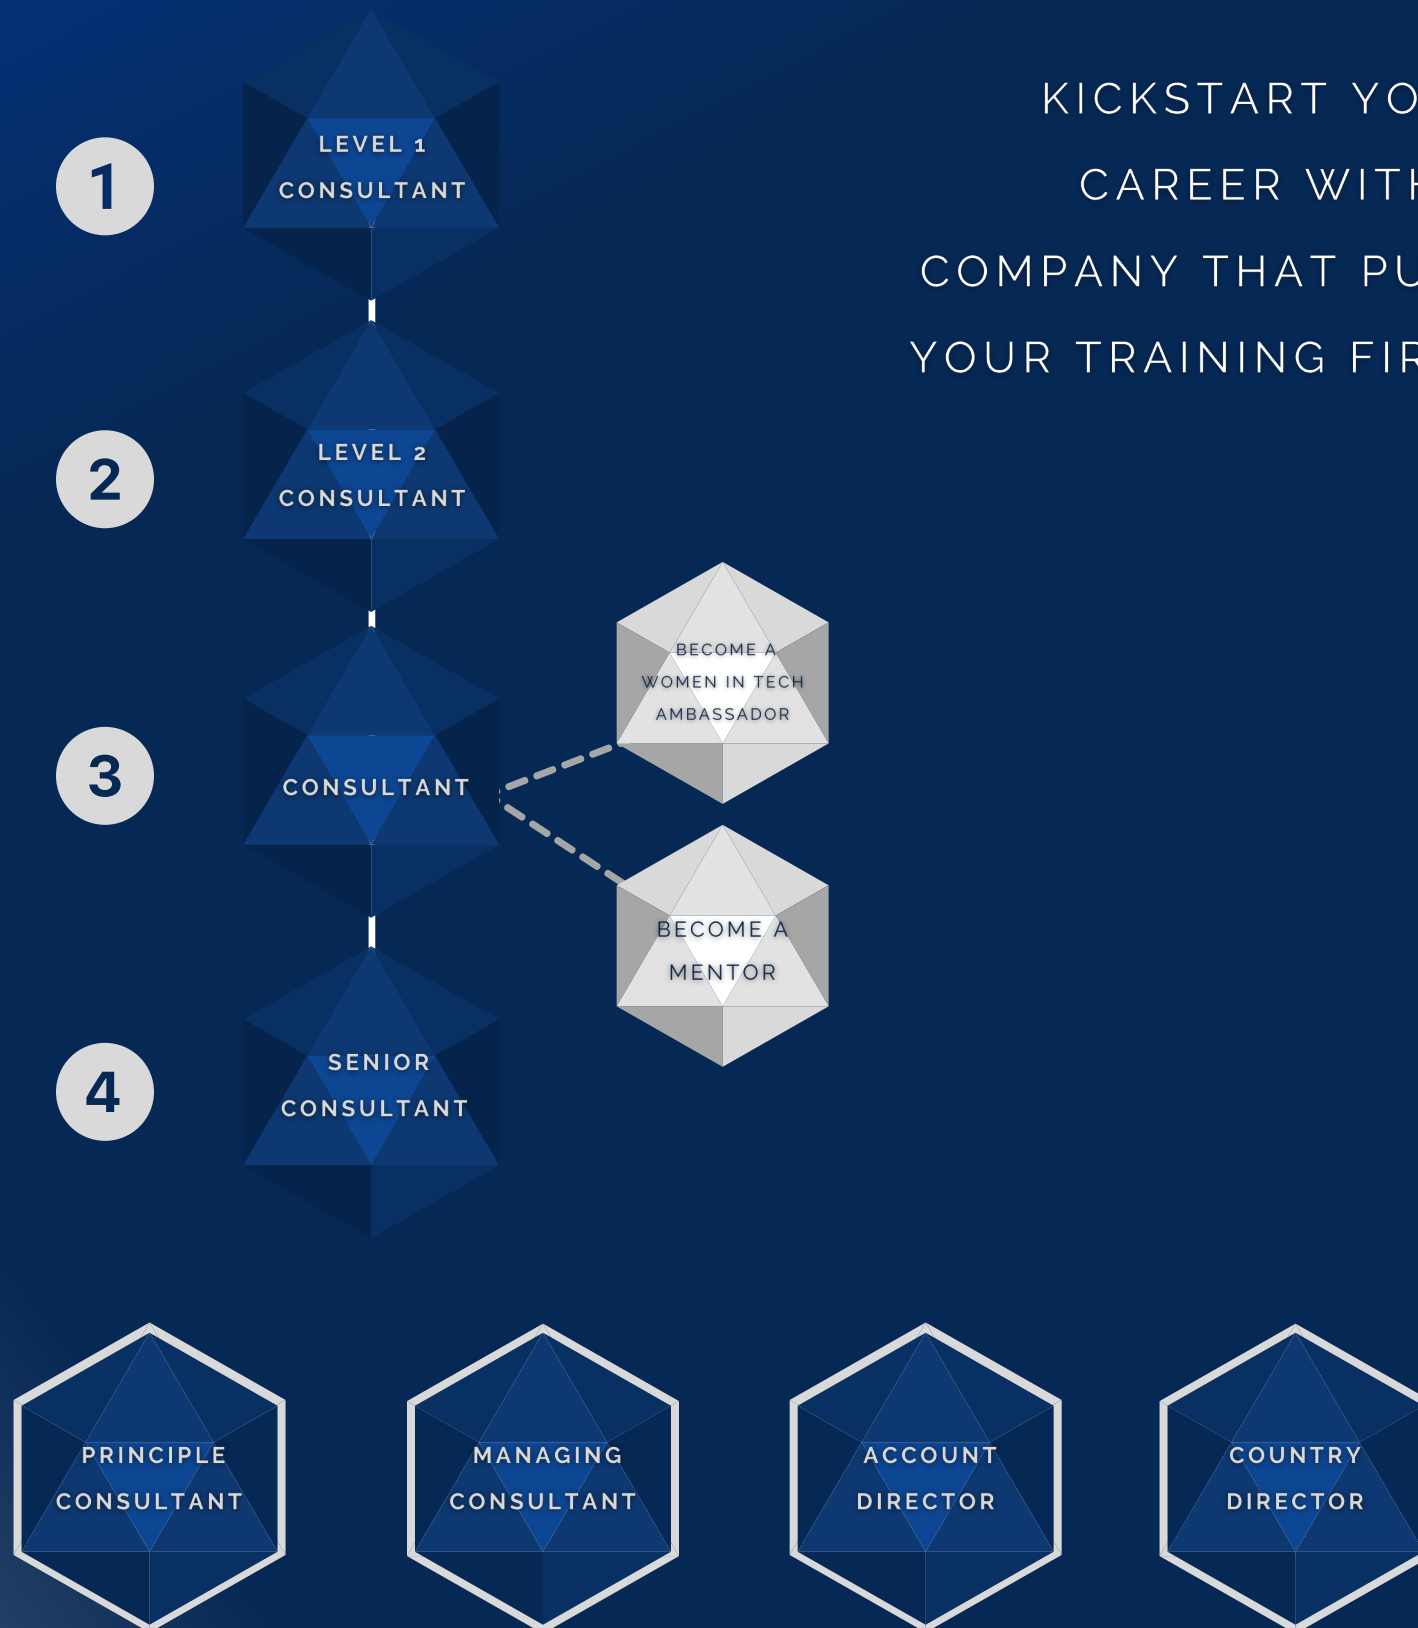 KICKSTART YO
CAREER WITH
COMPANY THAT PU
YOUR TRAINING FIR
1
LEVEL 1
CONSULTANT
2
LEVEL 2
CONSULTANT
3
CONSULTANT
BECOME A
WOMEN IN TECH
AMBASSADOR
BECOME A
MENTOR
4
SENIOR
CONSULTANT
PRINCIPLE
CONSULTANT
MANAGING
CONSULTANT
ACCOUNT
DIRECTOR
COUNTRY
DIRECTOR